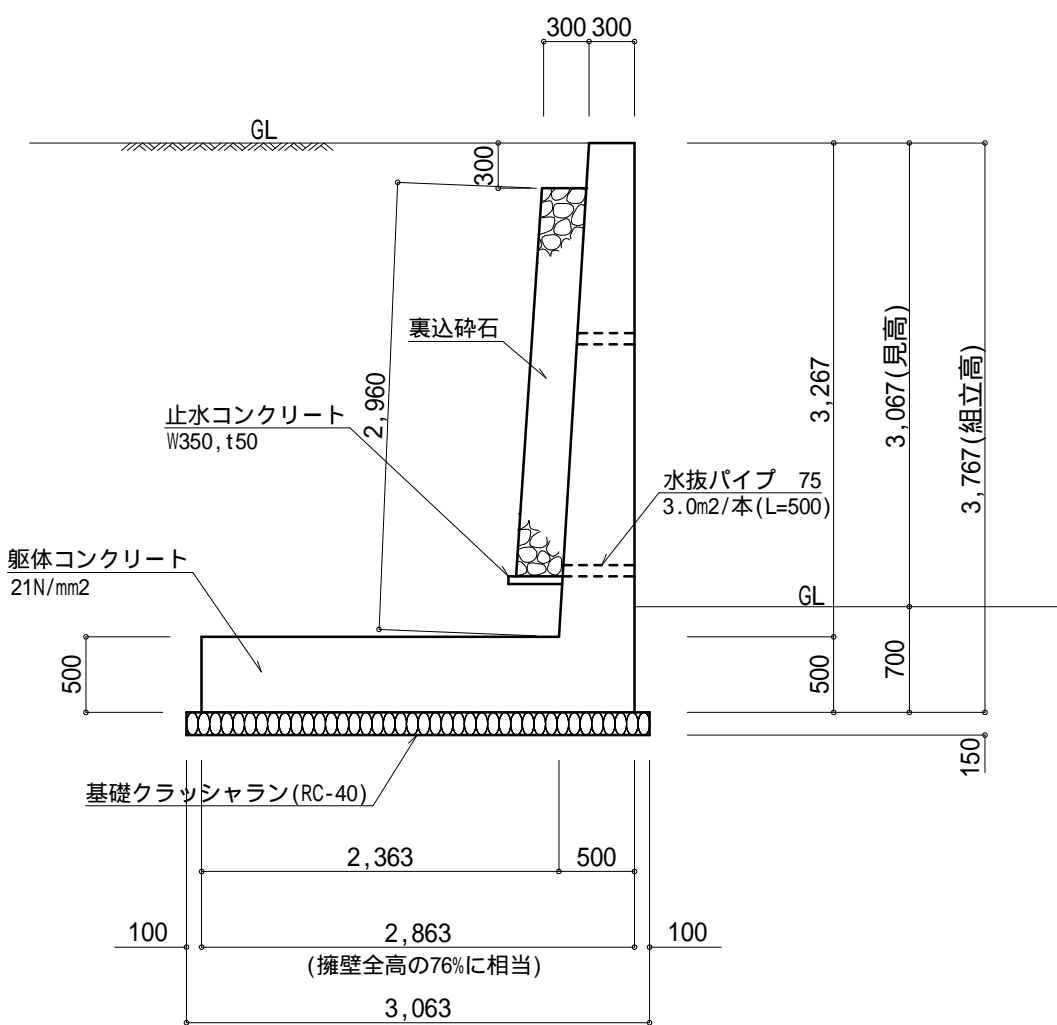 300 300
GL
300
裏込砕石
2,960
止水コンクリート
W350,t50
水抜パイプ 75
3.0m2/本(L=500)
3,267
3,067(見高)
3,767(組立高)
躯体コンクリート
21N/mm2
GL
500
500
700
150
基礎クラッシャラン(RC-40)
2,363
500
100
2,863
100
(擁壁全高の76%に相当)
3,063